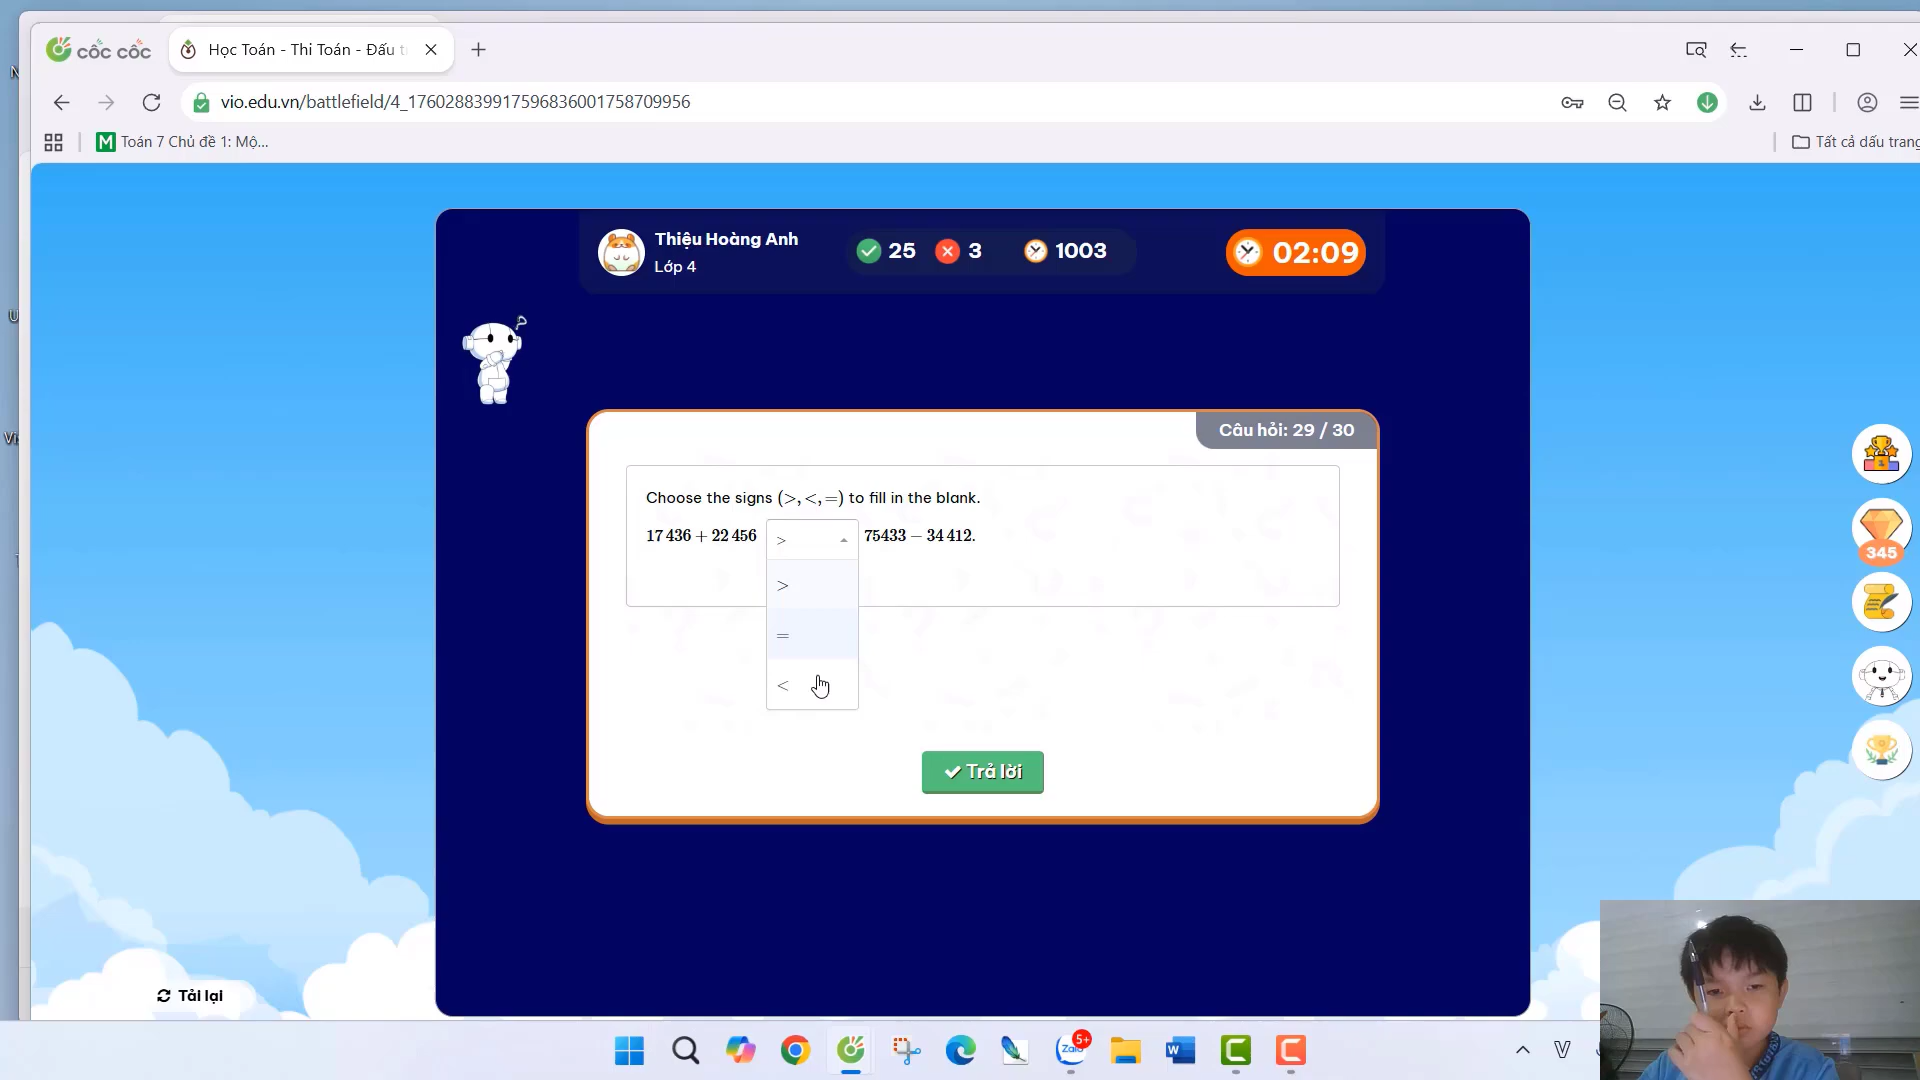 cốc cốc
Học Toán - Thi Toán - Đấu t
vio.edu.vn/battlefield/4_176028839917596836001758709956
Toán 7 Chủ đề 1: Mộ...
Tất cả dấu trang
Thiệu Hoàng Anh
Lớp 4
25
3
1003
02:09
Câu hỏi: 29 / 30
Choose the signs (>, <, =) to fill in the blank.
17 436 + 22 456 > 75433 − 34 412.
>
=
<
Trả lời
345
Tải lại
Zalo
5+